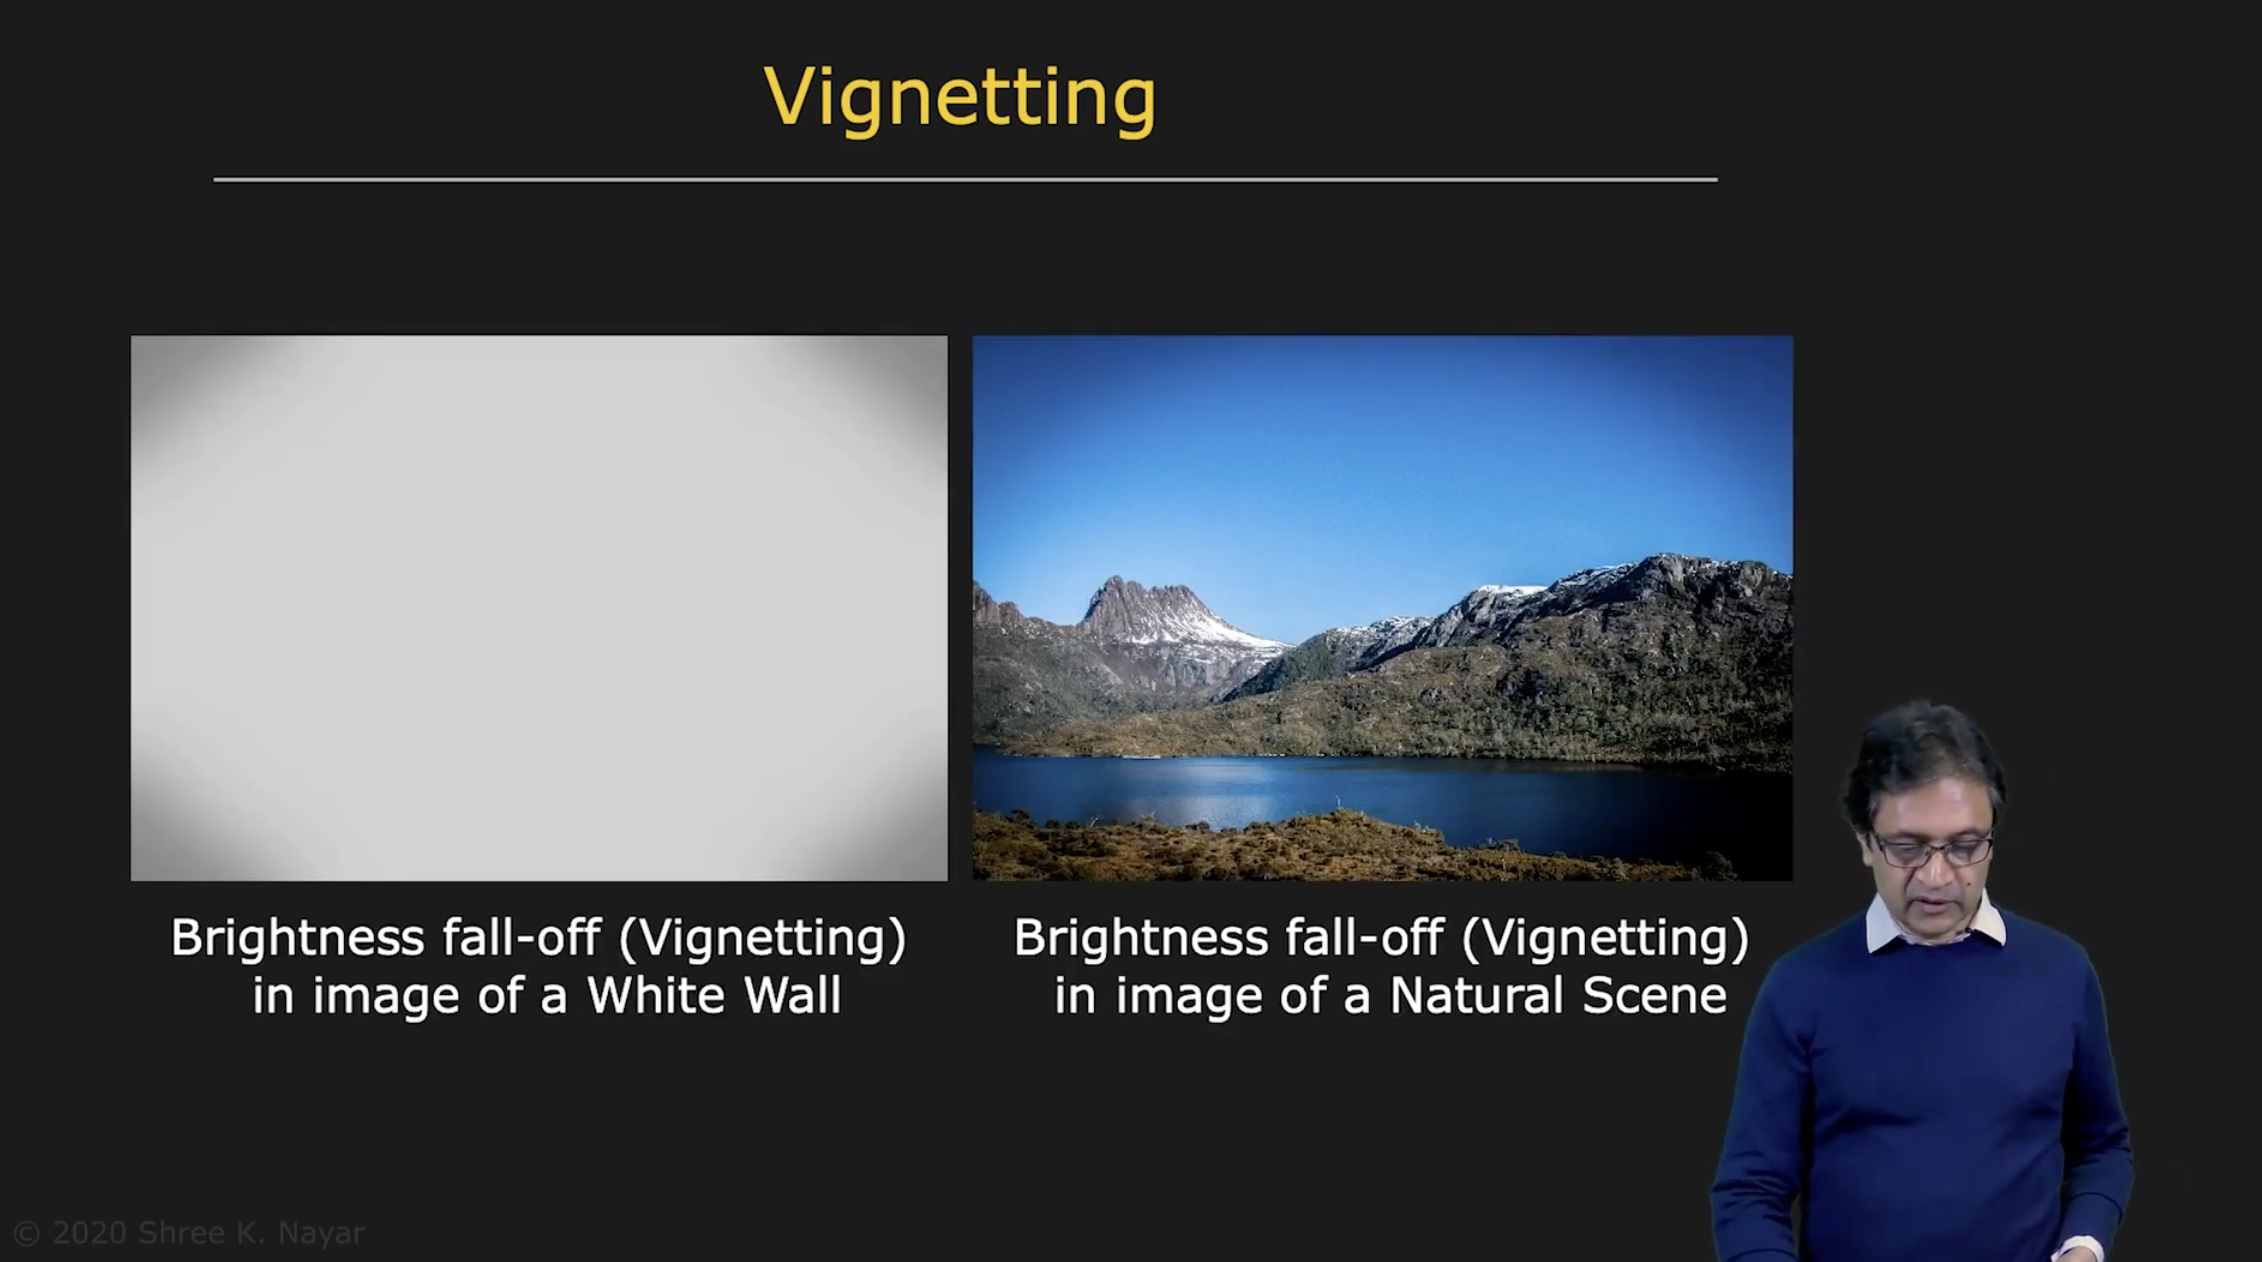 Vignetting
Brightness fall-off (Vignetting)
in image of a White Wall
Brightness fall-off (Vignetting)
in image of a Natural Scene
© 2020 Shree K. Nayar